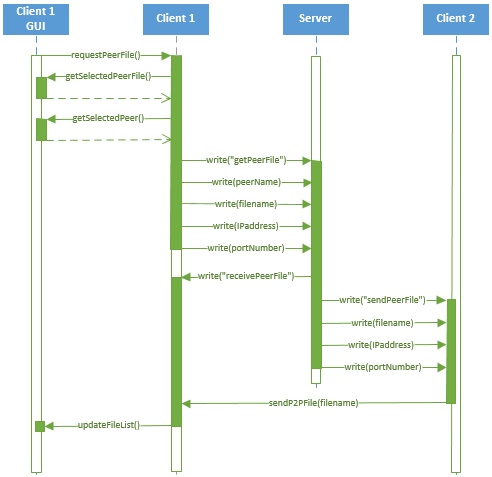 Client 1
GUI
Client 1
Server
Client 2
requestPeerFile()
getSelectedPeerFile()
getSelectedPeer()
write("getPeerFile")
write(peerName)
write(filename)
write(IPaddress)
write(portNumber)
write("receivePeerFile")
write("sendPeerFile")
write(filename)
write(IPaddress)
write(portNumber)
sendP2PFile(filename)
updateFileList()